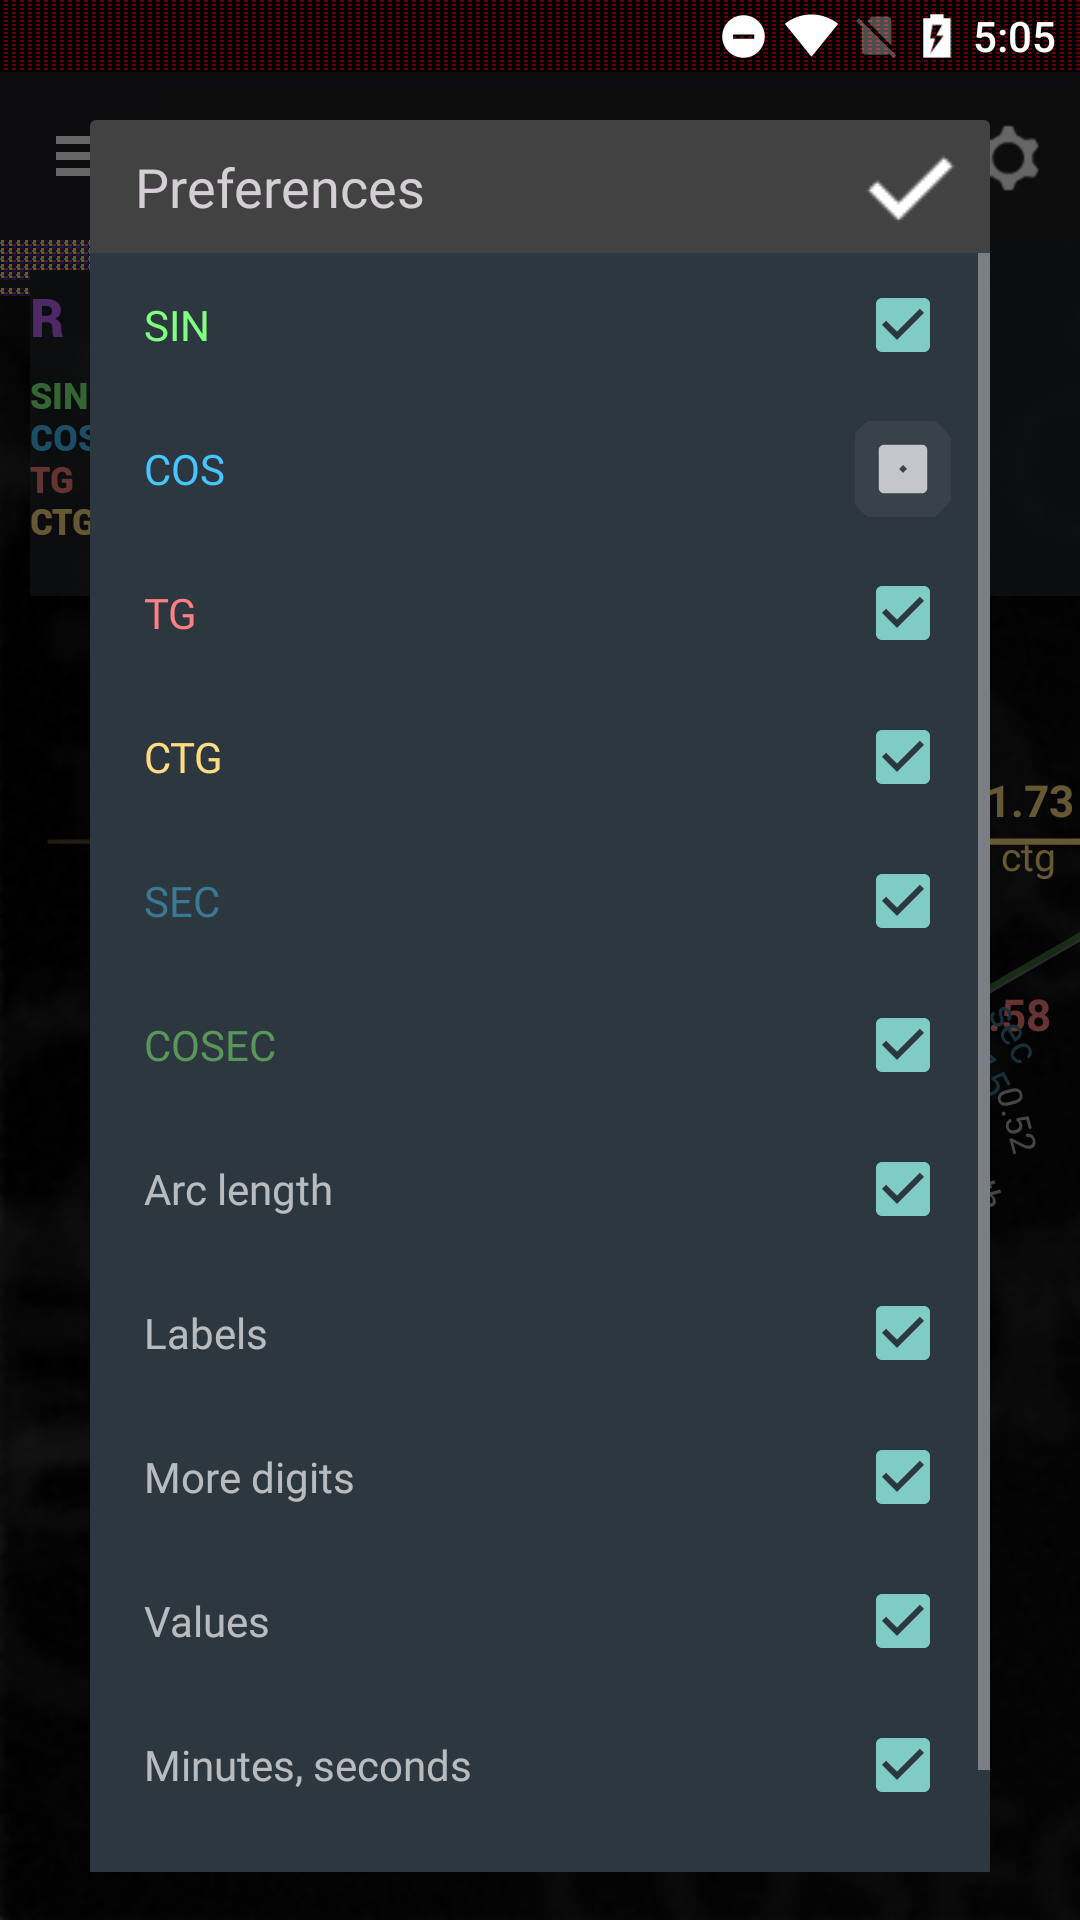 5:05
Preferences
R
SIN
COS
TG
CTG
SIN
COS
TG
CTG
SEC
COSEC
Arc length
Labels
More digits
Values
Minutes, seconds
1.73
ctg
.58
sec
0.52